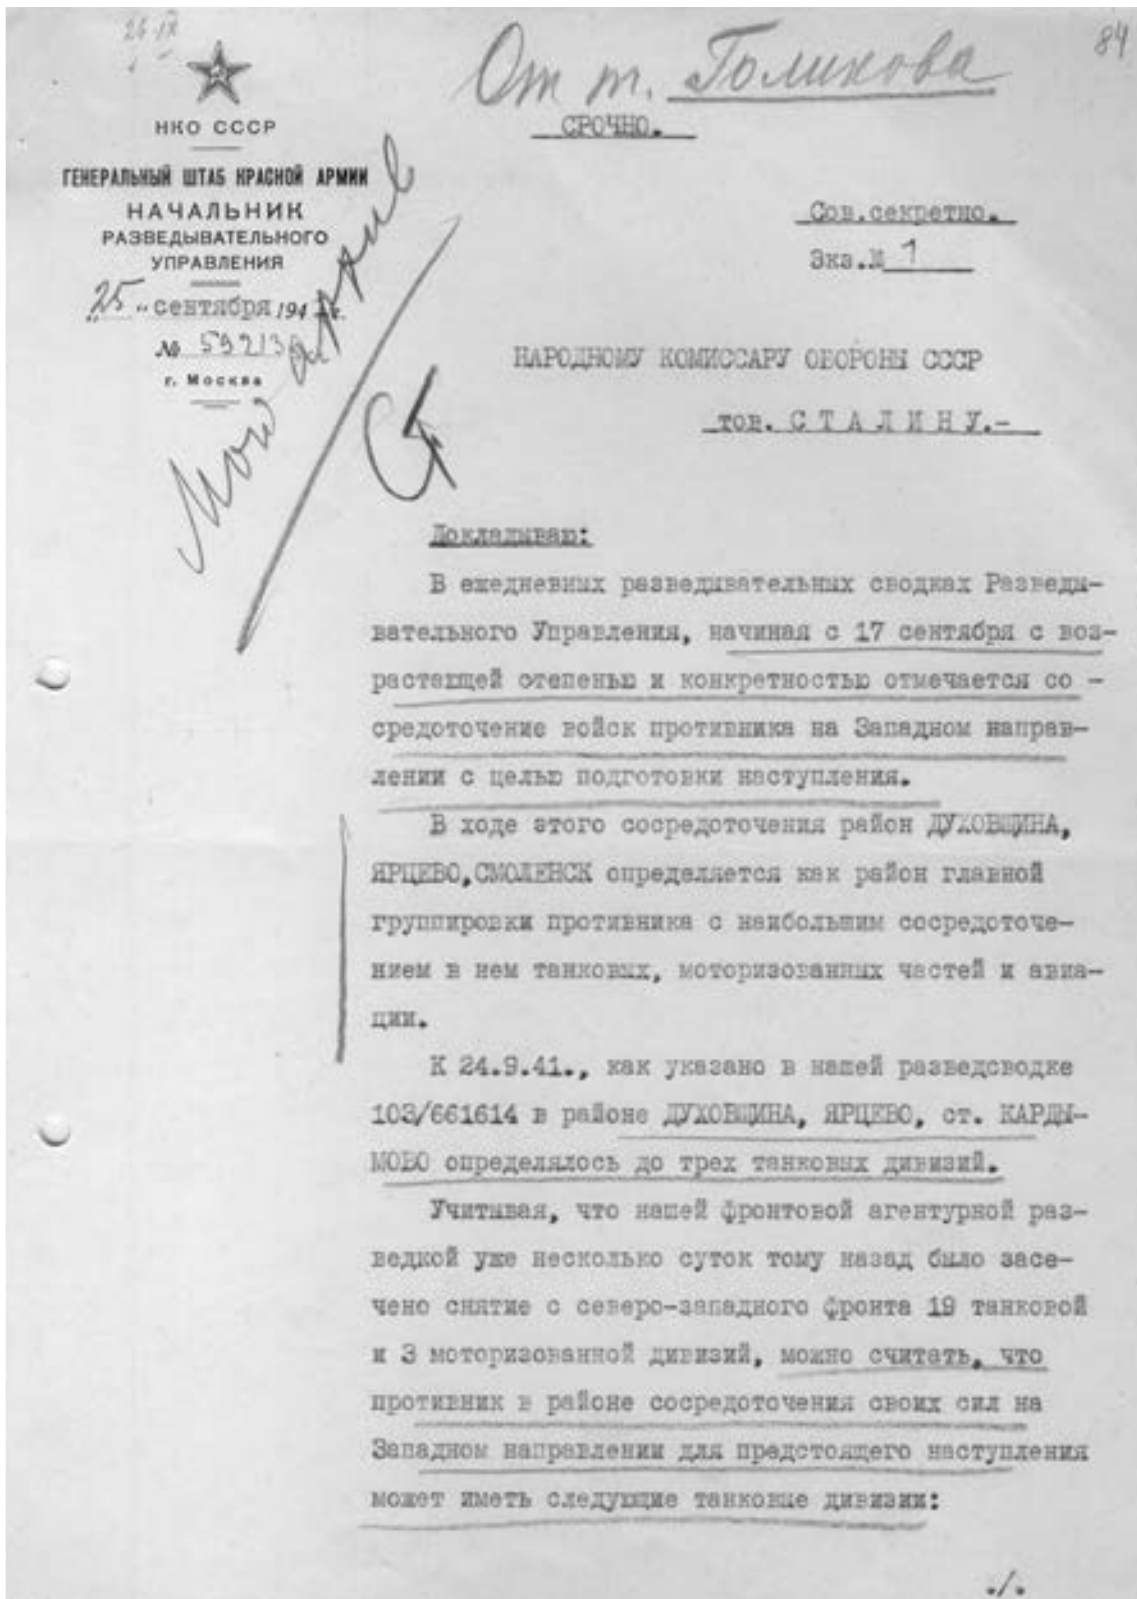 26 IX
84
От т. Голикова
СРОЧНО.
НКО СССР
ГЕНЕРАЛЬНЫЙ ШТАБ КРАСНОЙ АРМИИ
НАЧАЛЬНИК
РАЗВЕДЫВАТЕЛЬНОГО
УПРАВЛЕНИЯ
"25" сентября 1941 г.
№
г. Москва
Мой архив
Ст
Сов.секретно.
Экз.№ 1
НАРОДНОМУ КОМИССАРУ ОБОРОНЫ СССР
тов. С Т А Л И Н У.-
Докладываю:
В ежедневных разведывательных сводках Разведы-
вательного Управления, начиная с 17 сентября с воз-
растающей степенью и конкретностью отмечается со -
средоточение войск противника на Западном направ-
лении с целью подготовки наступления.
В ходе этого сосредоточения район ДУХОВЩИНА,
ЯРЦЕВО,СМОЛЕНСК определяется как район главной
группировки противника с наибольшим сосредоточе-
нием в нем танковых, моторизованных частей и авиа-
ции.
К 24.9.41., как указано в нашей разведсводке
103/661614 в районе ДУХОВЩИНА, ЯРЦЕВО, ст. КАРДЫ-
МОВО определялось до трех танковых дивизий.
Учитывая, что нашей фронтовой агентурной раз-
ведкой уже несколько суток тому назад было засе-
чено снятие с северо-западного фронта 19 танковой
и 3 моторизованной дивизий, можно считать, что
противник в районе сосредоточения своих сил на
Западном направлении для предстоящего наступления
может иметь следующие танковые дивизии:
./.